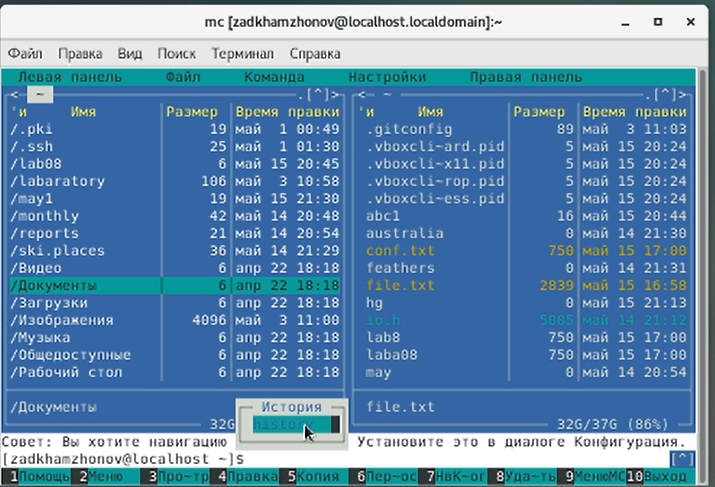 mc [zadkhamzhonov@localhost.localdomain]:~
Файл Правка Вид Поиск Терминал Справка
Левая панель Файл Команда Настройки Правая панель
<- ~ .[^]> <- ~ .[^]>
'и Имя Размер Время правки 'и Имя Размер Время правки
/.pki 19 май 1 00:49 .gitconfig 89 май 3 11:03
/.ssh 25 май 1 01:30 .vboxcli~ard.pid 5 май 15 20:24
/lab08 6 май 15 20:45 .vboxcli~x11.pid 5 май 15 20:24
/labaratory 106 май 3 10:58 .vboxcli~rop.pid 5 май 15 20:24
/may1 19 май 15 21:30 .vboxcli~ess.pid 5 май 15 20:24
/monthly 42 май 14 20:48 abc1 16 май 15 20:44
/reports 21 май 14 20:54 australia 0 май 14 21:30
/ski.places 36 май 14 21:29 conf.txt 750 май 15 17:00
/Видео 6 апр 22 18:18 feathers 0 май 14 21:31
/Документы 6 апр 22 18:18 file.txt 2839 май 15 16:58
/Загрузки 6 апр 22 18:18 hg 0 май 15 21:13
/Изображения 4096 май 3 11:00 io.h 5085 май 14 21:12
/Музыка 6 апр 22 18:18 lab8 750 май 15 17:00
/Общедоступные 6 апр 22 18:18 laba08 750 май 15 17:00
/Рабочий стол 6 апр 22 18:18 may 0 май 14 20:54
/Документы file.txt
История
history
32G 32G/37G (86%)
Совет: Вы хотите навигацию Установите это в диалоге Конфигурация.
[zadkhamzhonov@localhost ~]$ [^]
1Помощь 2Меню 3Про~тр 4Правка 5Копия 6Пер~ос 7НвК~ог 8Уда~ть 9МенюMC 10Выход